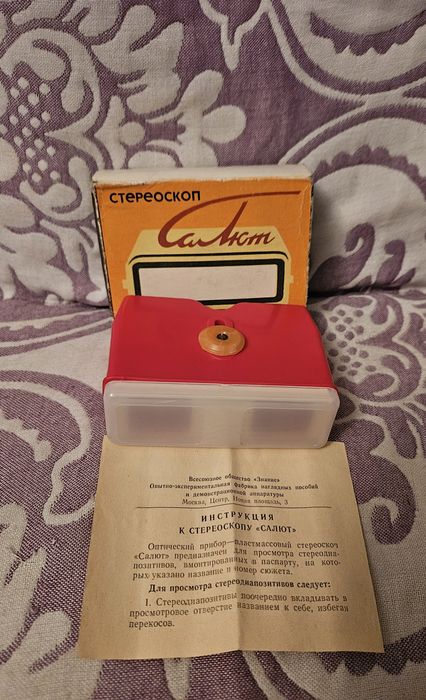 СТЕРЕОСКОП
Салют
Всесоюзное общество «Знание»
Опытно-экспериментальная фабрика наглядных пособий
и демонстрационной аппаратуры
Москва, Центр, Новая площадь, 3
ИНСТРУКЦИЯ
К СТЕРЕОСКОПУ «САЛЮТ»
Оптический прибор—пластмассовый стереоскоп
«Салют» предназначен для просмотра стереодиа-
позитивов, вмонтированных в паспарту, на ко-
торых указано название и номер сюжета.
Для просмотра стереодиапозитивов следует:
1. Стереодиапозитивы поочередно вкладывать в
просмотровое отверстие названием к себе, избегая
перекосов.